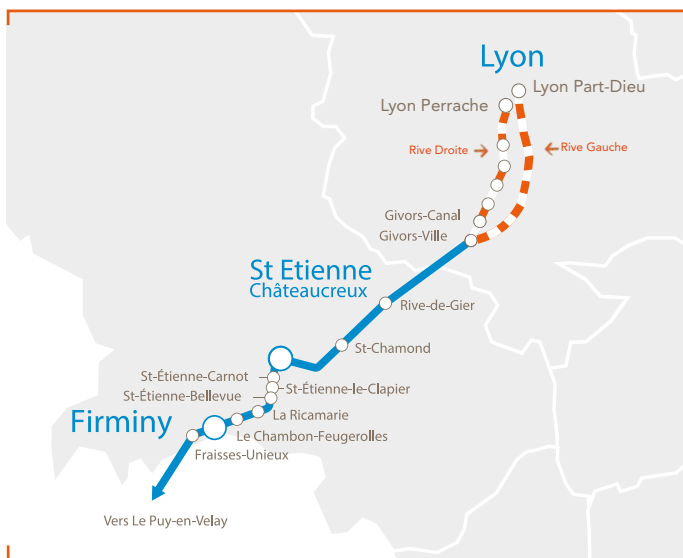 Lyon
Lyon Part-Dieu
Lyon Perrache
Rive Droite
Rive Gauche
Givors-Canal
Givors-Ville
St Etienne
Châteaucreux
Rive-de-Gier
St-Chamond
St-Étienne-Carnot
St-Étienne-le-Clapier
St-Étienne-Bellevue
La Ricamarie
Firminy
Le Chambon-Feugerolles
Fraisses-Unieux
Vers Le Puy-en-Velay